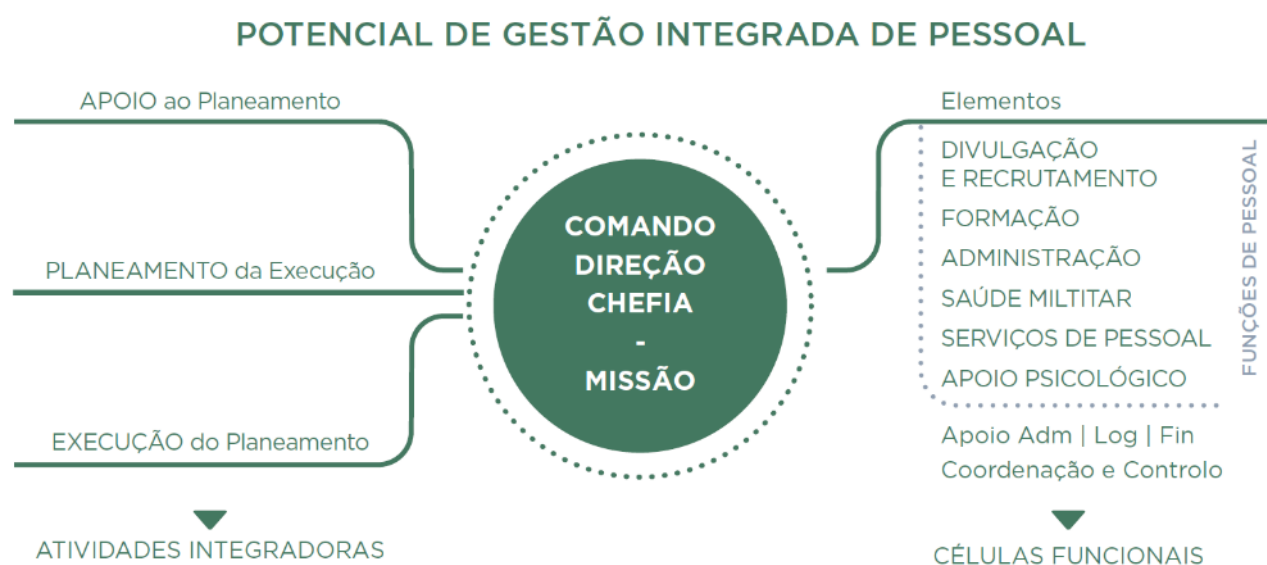 POTENCIAL DE GESTÃO INTEGRADA DE PESSOAL
APOIO ao Planeamento
PLANEAMENTO da Execução
EXECUÇÃO do Planeamento
ATIVIDADES INTEGRADORAS
COMANDO
DIREÇÃO
CHEFIA
-
MISSÃO
Elementos
DIVULGAÇÃO
E RECRUTAMENTO
FORMAÇÃO
ADMINISTRAÇÃO
SAÚDE MILTITAR
SERVIÇOS DE PESSOAL
APOIO PSICOLÓGICO
FUNÇÕES DE PESSOAL
Apoio Adm | Log | Fin
Coordenação e Controlo
CÉLULAS FUNCIONAIS